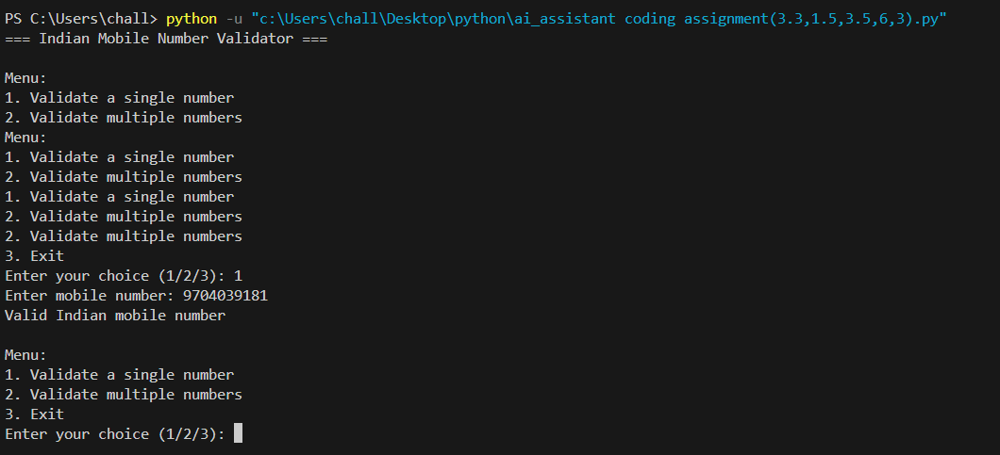 PS C:\Users\chall> python -u "c:\Users\chall\Desktop\python\ai_assistant coding assignment(3.3,1.5,3.5,6,3).py"
=== Indian Mobile Number Validator ===
Menu:
1. Validate a single number
2. Validate multiple numbers
Menu:
1. Validate a single number
2. Validate multiple numbers
1. Validate a single number
2. Validate multiple numbers
2. Validate multiple numbers
3. Exit
Enter your choice (1/2/3): 1
Enter mobile number: 9704039181
Valid Indian mobile number
Menu:
1. Validate a single number
2. Validate multiple numbers
3. Exit
Enter your choice (1/2/3):